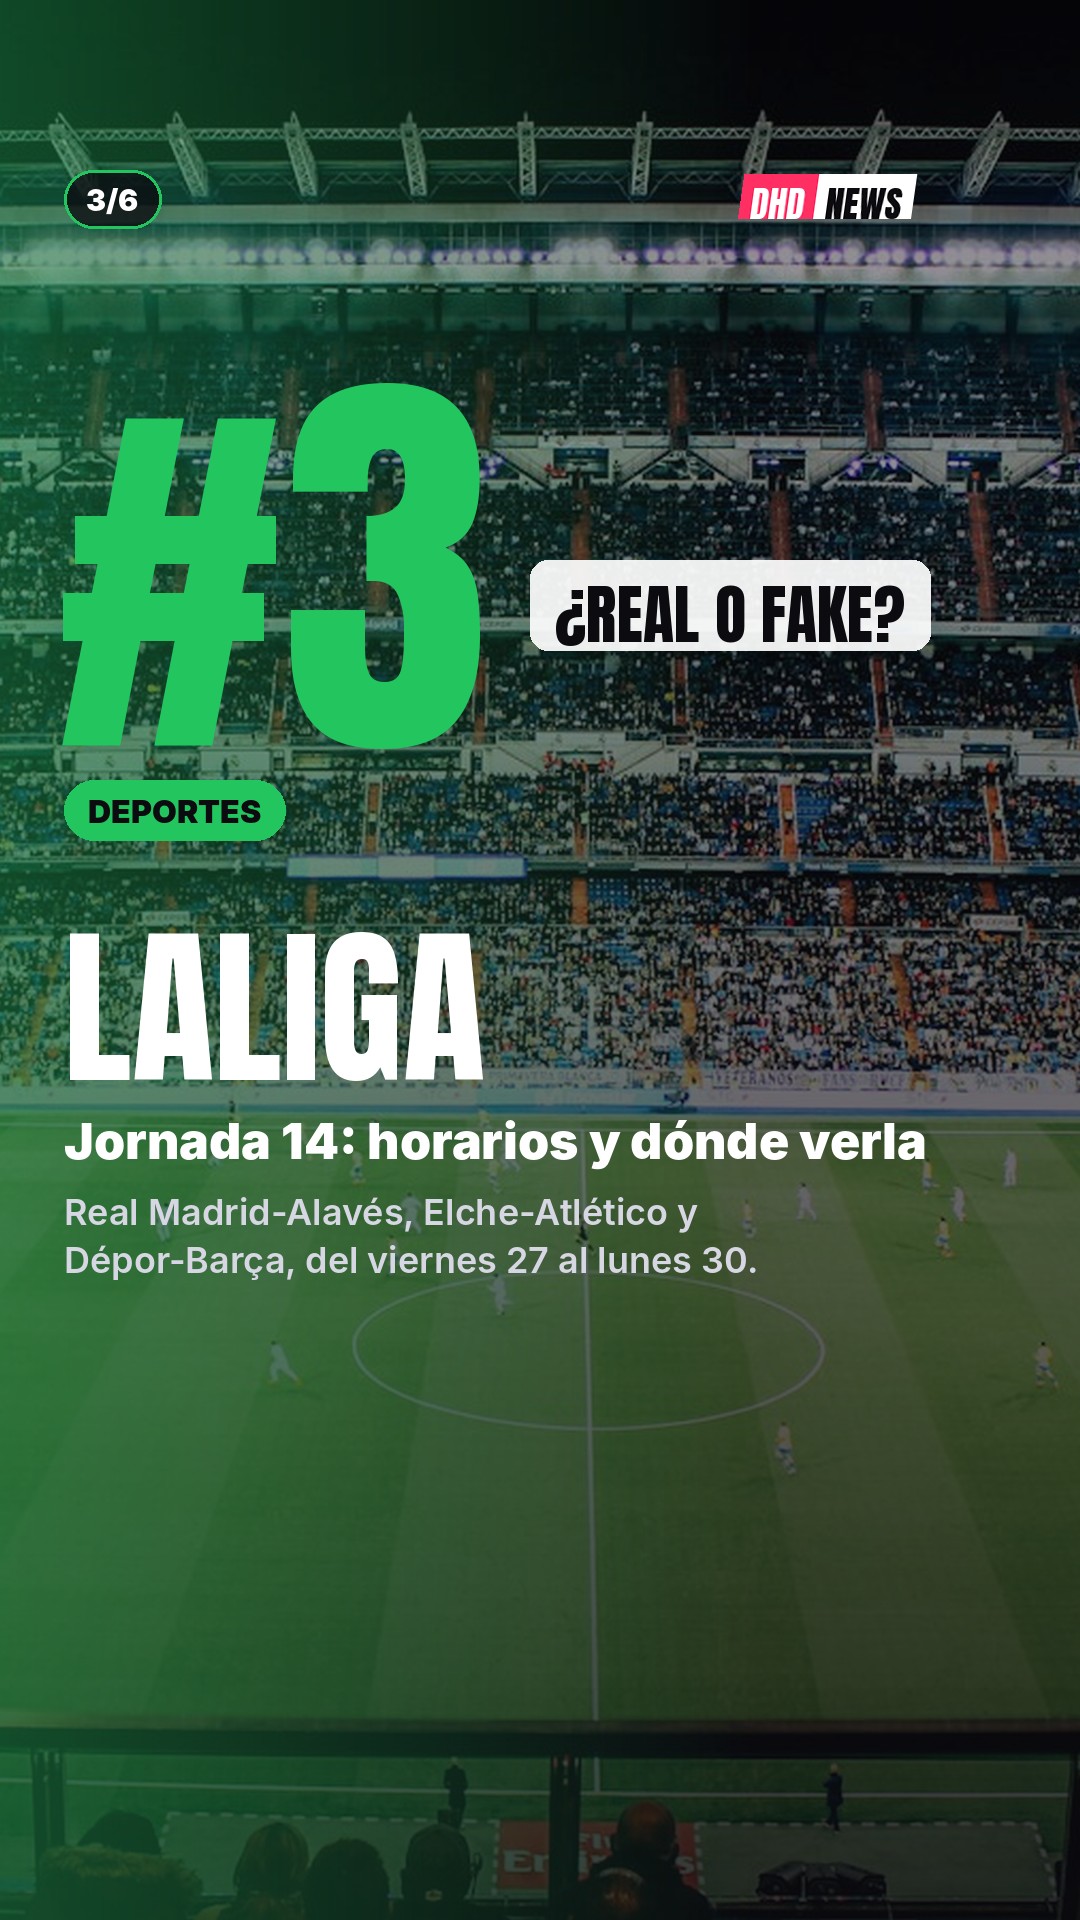 3/6
DHD NEWS
#3
¿REAL O FAKE?
DEPORTES
LALIGA
Jornada 14: horarios y dónde verla
Real Madrid-Alavés, Elche-Atlético y
Dépor-Barça, del viernes 27 al lunes 30.